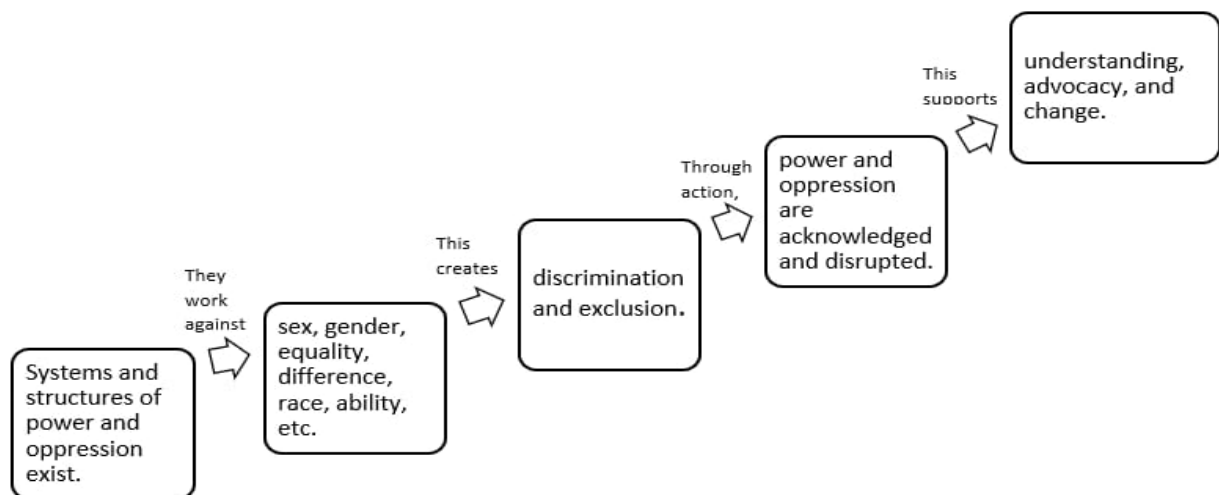 Systems and
structures of
power and
oppression
exist.
They
work
against
sex, gender,
equality,
difference,
race, ability,
etc.
This
creates
discrimination
and exclusion.
Through
action,
power and
oppression
are
acknowledged
and disrupted.
This
supports
understanding,
advocacy, and
change.